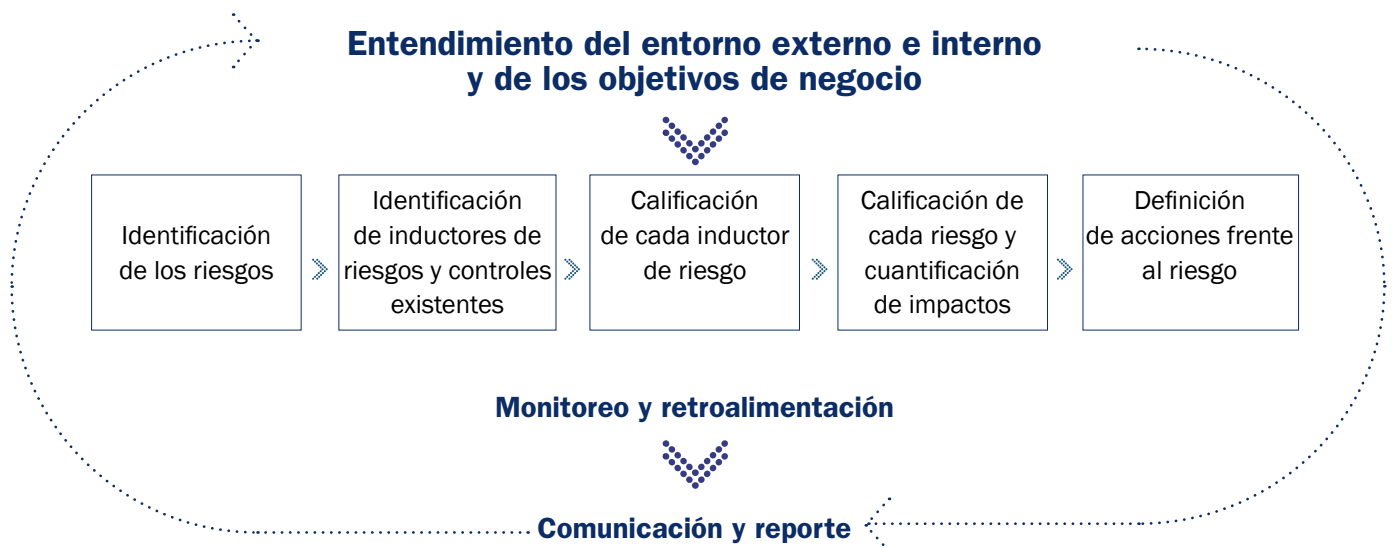 Entendimiento del entorno externo e interno
y de los objetivos de negocio
Identificación
de los riesgos
Identificación
de inductores de
riesgos y controles
existentes
Calificación
de cada inductor
de riesgo
Calificación de
cada riesgo y
cuantificación
de impactos
Definición
de acciones frente
al riesgo
Monitoreo y retroalimentación
Comunicación y reporte